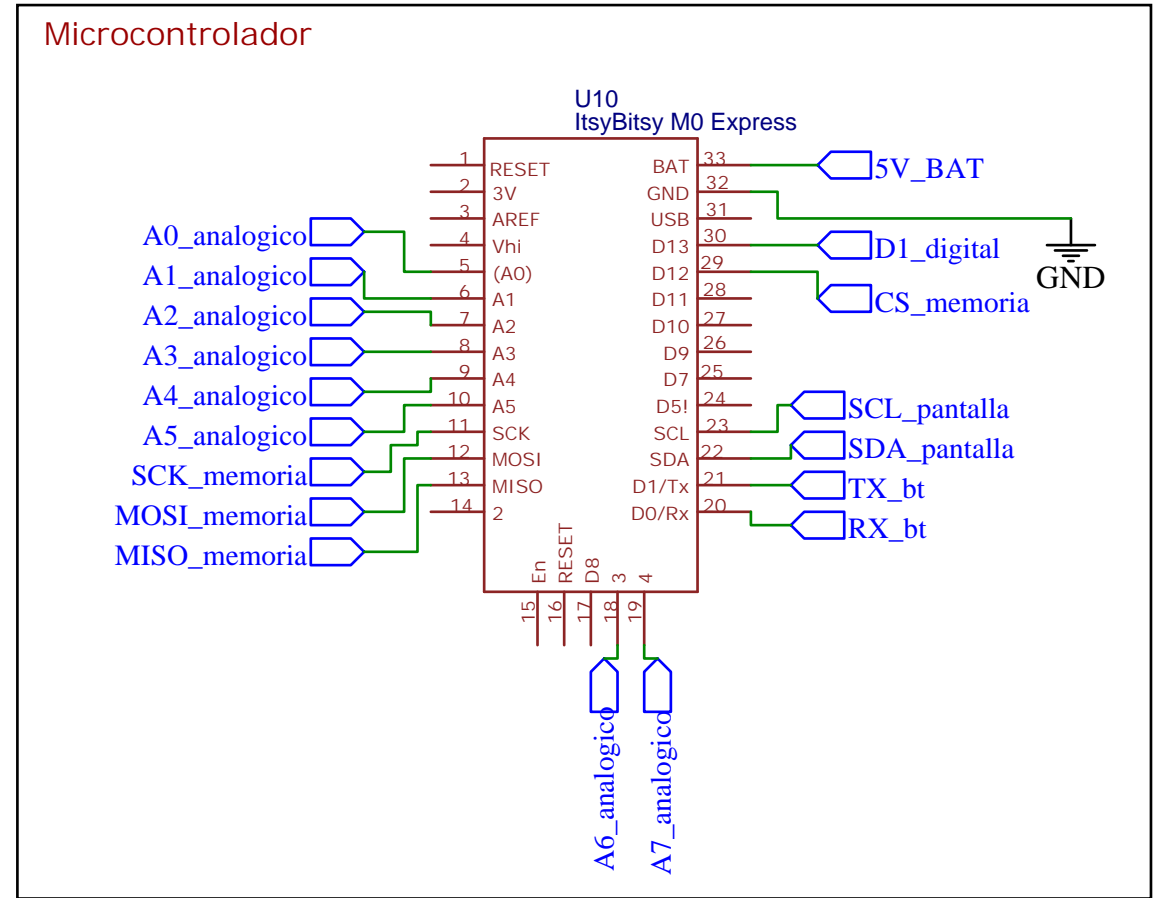 Microcontrolador
U10
ItsyBitsy M0 Express
1 RESET
2 3V
3 AREF
4 Vhi
5 (A0)
6 A1
7 A2
8 A3
9 A4
10 A5
11 SCK
12 MOSI
13 MISO
14 2
A0_analogico
A1_analogico
A2_analogico
A3_analogico
A4_analogico
A5_analogico
SCK_memoria
MOSI_memoria
MISO_memoria
BAT 33
GND 32
USB 31
D13 30
D12 29
D11 28
D10 27
D9 26
D7 25
D5! 24
SCL 23
SDA 22
D1/Tx 21
D0/Rx 20
5V_BAT
D1_digital
GND
CS_memoria
SCL_pantalla
SDA_pantalla
TX_bt
RX_bt
En 15
RESET 16
D8 17
3 18
4 19
A6_analogico
A7_analogico